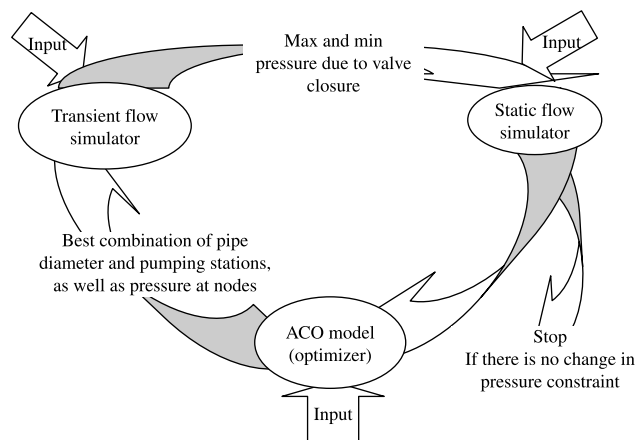 Input
Max and min
pressure due to valve
closure
Input
Transient flow
simulator
Static flow
simulator
Best combination of pipe
diameter and pumping stations,
as well as pressure at nodes
ACO model
(optimizer)
Stop
If there is no change in
pressure constraint
Input